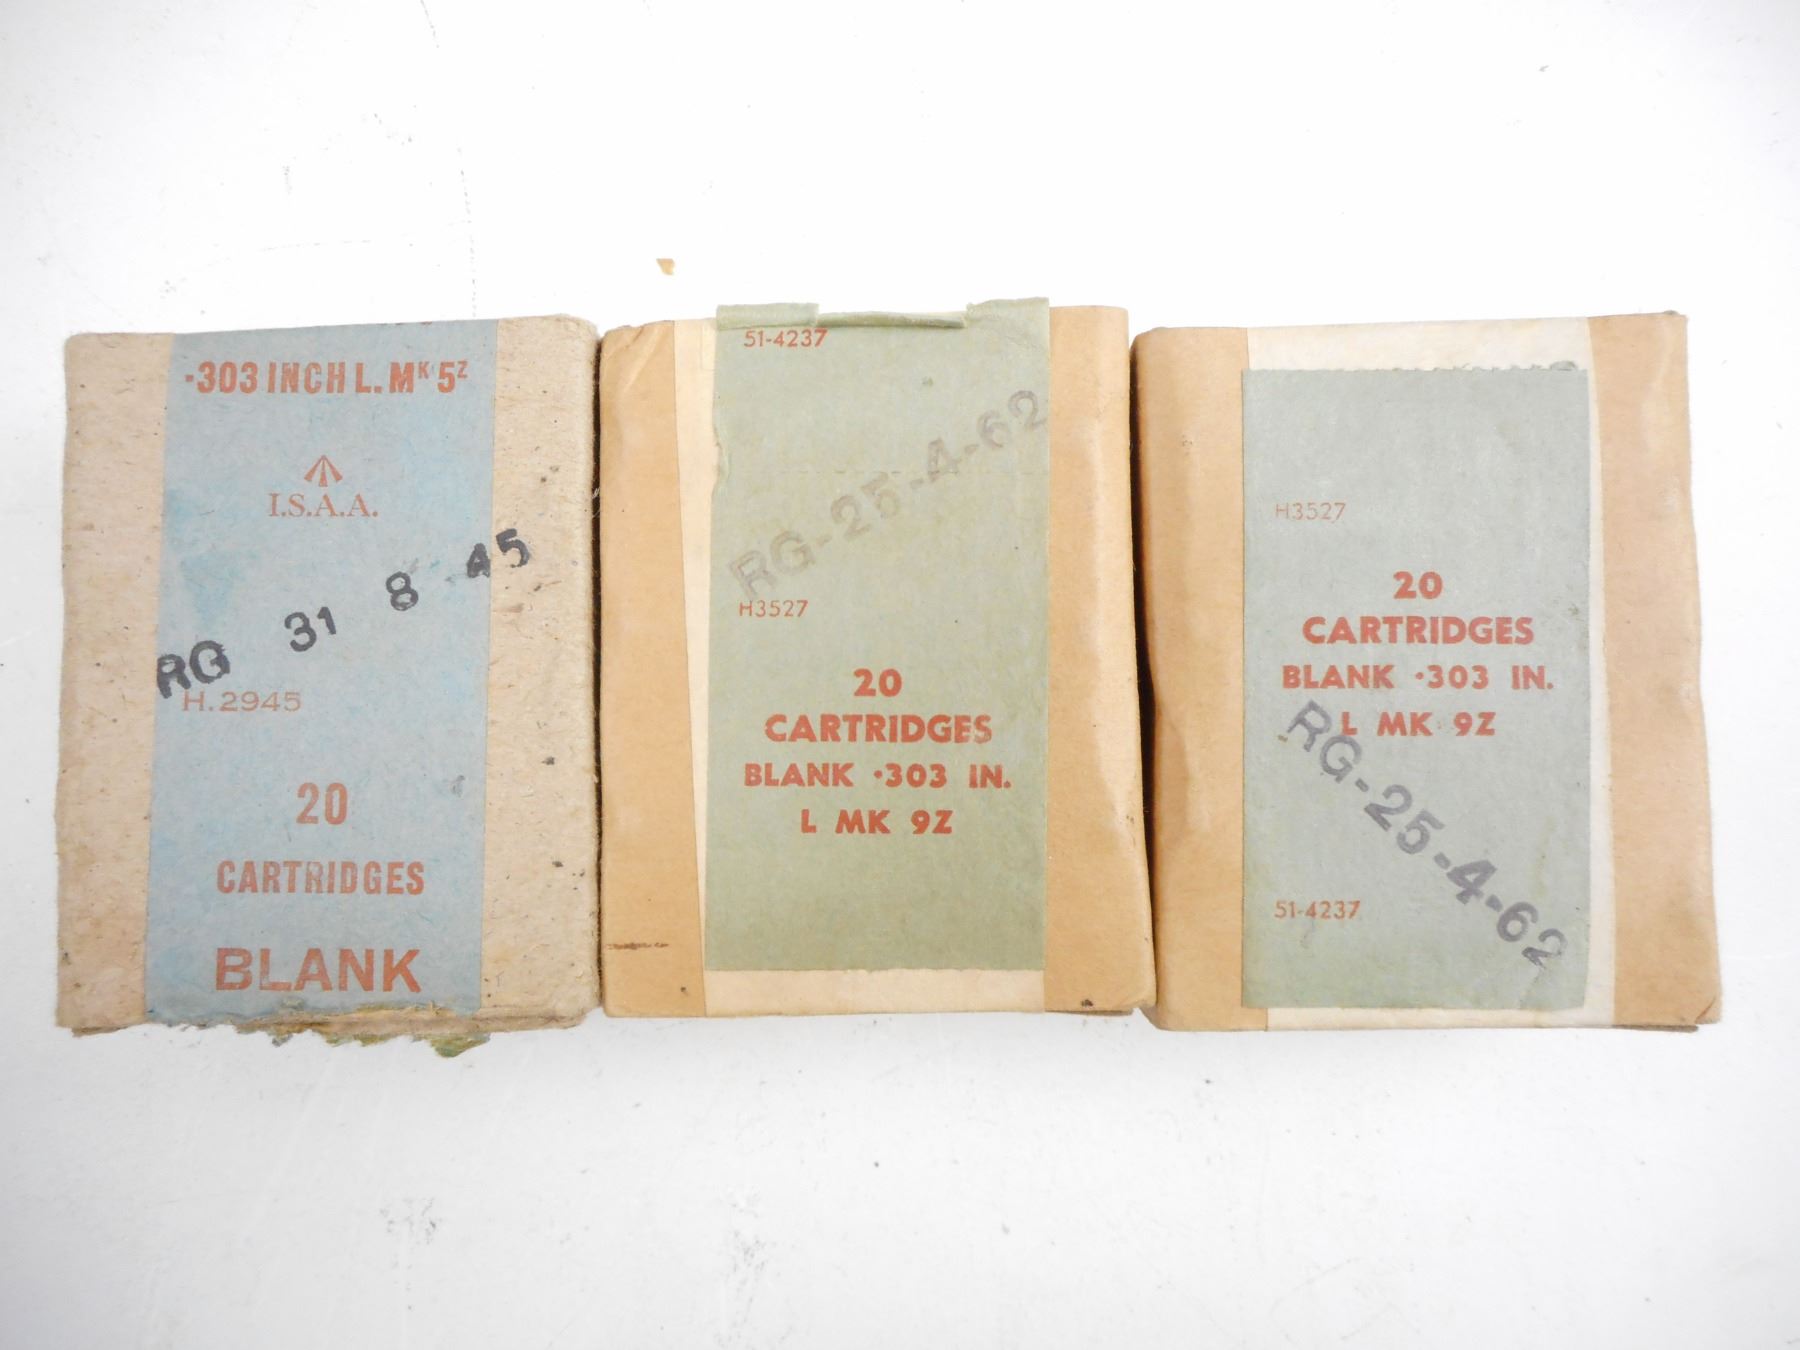 ·303 INCH L. MK 5Z
I.S.A.A.
RG 31 8 45
H.2945
20
CARTRIDGES
BLANK
51-4237
RG-25-4-62
H3527
20
CARTRIDGES
BLANK ·303 IN.
L MK 9Z
H3527
20
CARTRIDGES
BLANK ·303 IN.
L MK 9Z
RG-25-4-62
51-4237